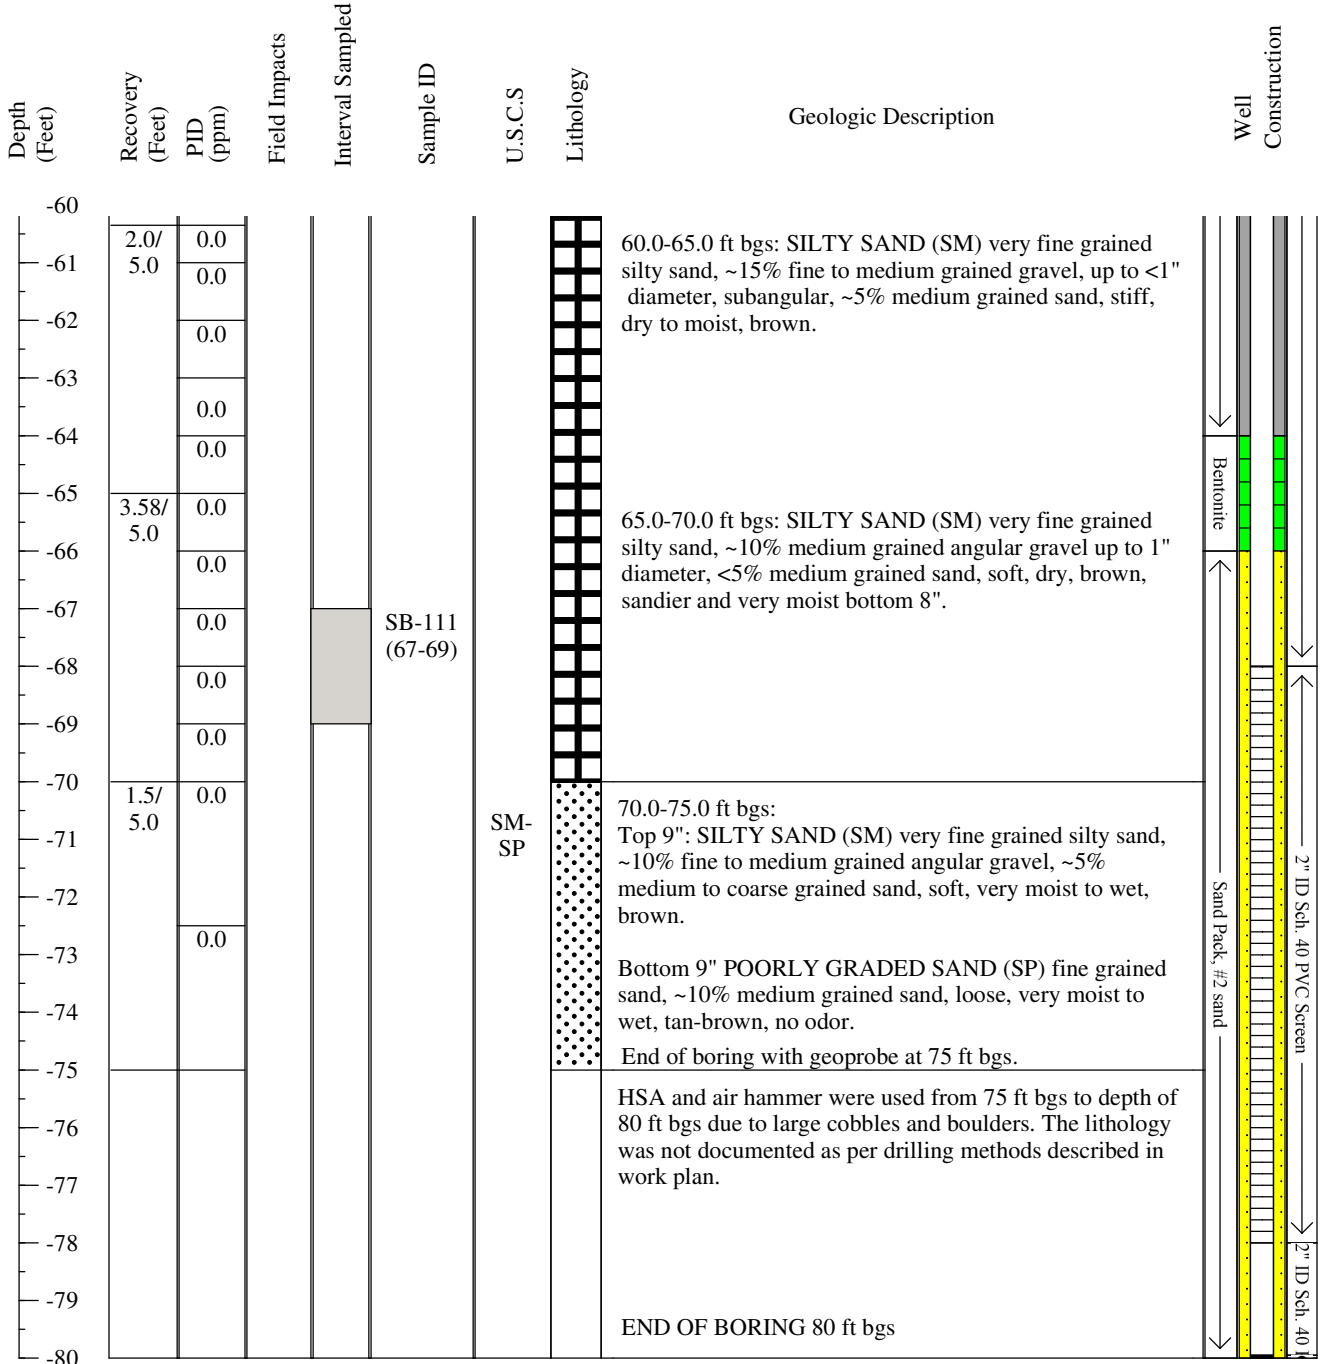 Depth
(Feet)
Recovery
(Feet)
PID
(ppm)
Field Impacts
Interval Sampled
Sample ID
U.S.C.S
Lithology
Geologic Description
Well
Construction
-60
-61
-62
-63
-64
-65
-66
-67
-68
-69
-70
-71
-72
-73
-74
-75
-76
-77
-78
-79
-80
2.0/
5.0
3.58/
5.0
1.5/
5.0
0.0
0.0
0.0
0.0
0.0
0.0
0.0
0.0
0.0
0.0
0.0
0.0
SB-111
(67-69)
SM-
SP
60.0-65.0 ft bgs: SILTY SAND (SM) very fine grained
silty sand, ~15% fine to medium grained gravel, up to <1"
diameter, subangular, ~5% medium grained sand, stiff,
dry to moist, brown.
65.0-70.0 ft bgs: SILTY SAND (SM) very fine grained
silty sand, ~10% medium grained angular gravel up to 1"
diameter, <5% medium grained sand, soft, dry, brown,
sandier and very moist bottom 8".
70.0-75.0 ft bgs:
Top 9": SILTY SAND (SM) very fine grained silty sand,
~10% fine to medium grained angular gravel, ~5%
medium to coarse grained sand, soft, very moist to wet,
brown.
Bottom 9" POORLY GRADED SAND (SP) fine grained
sand, ~10% medium grained sand, loose, very moist to
wet, tan-brown, no odor.
End of boring with geoprobe at 75 ft bgs.
HSA and air hammer were used from 75 ft bgs to depth of
80 ft bgs due to large cobbles and boulders. The lithology
was not documented as per drilling methods described in
work plan.
END OF BORING 80 ft bgs
Bentonite
Sand Pack, #2 sand
2" ID Sch. 40 PVC Screen
2" ID Sch. 40